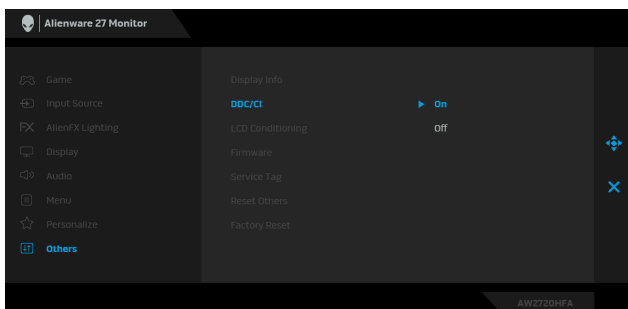 Alienware 27 Monitor
Game
Input Source
AlienFX Lighting
Display
Audio
Menu
Personalize
Others
Display Info
DDC/CI On
LCD Conditioning Off
Firmware
Service Tag
Reset Others
Factory Reset
AW2720HFA